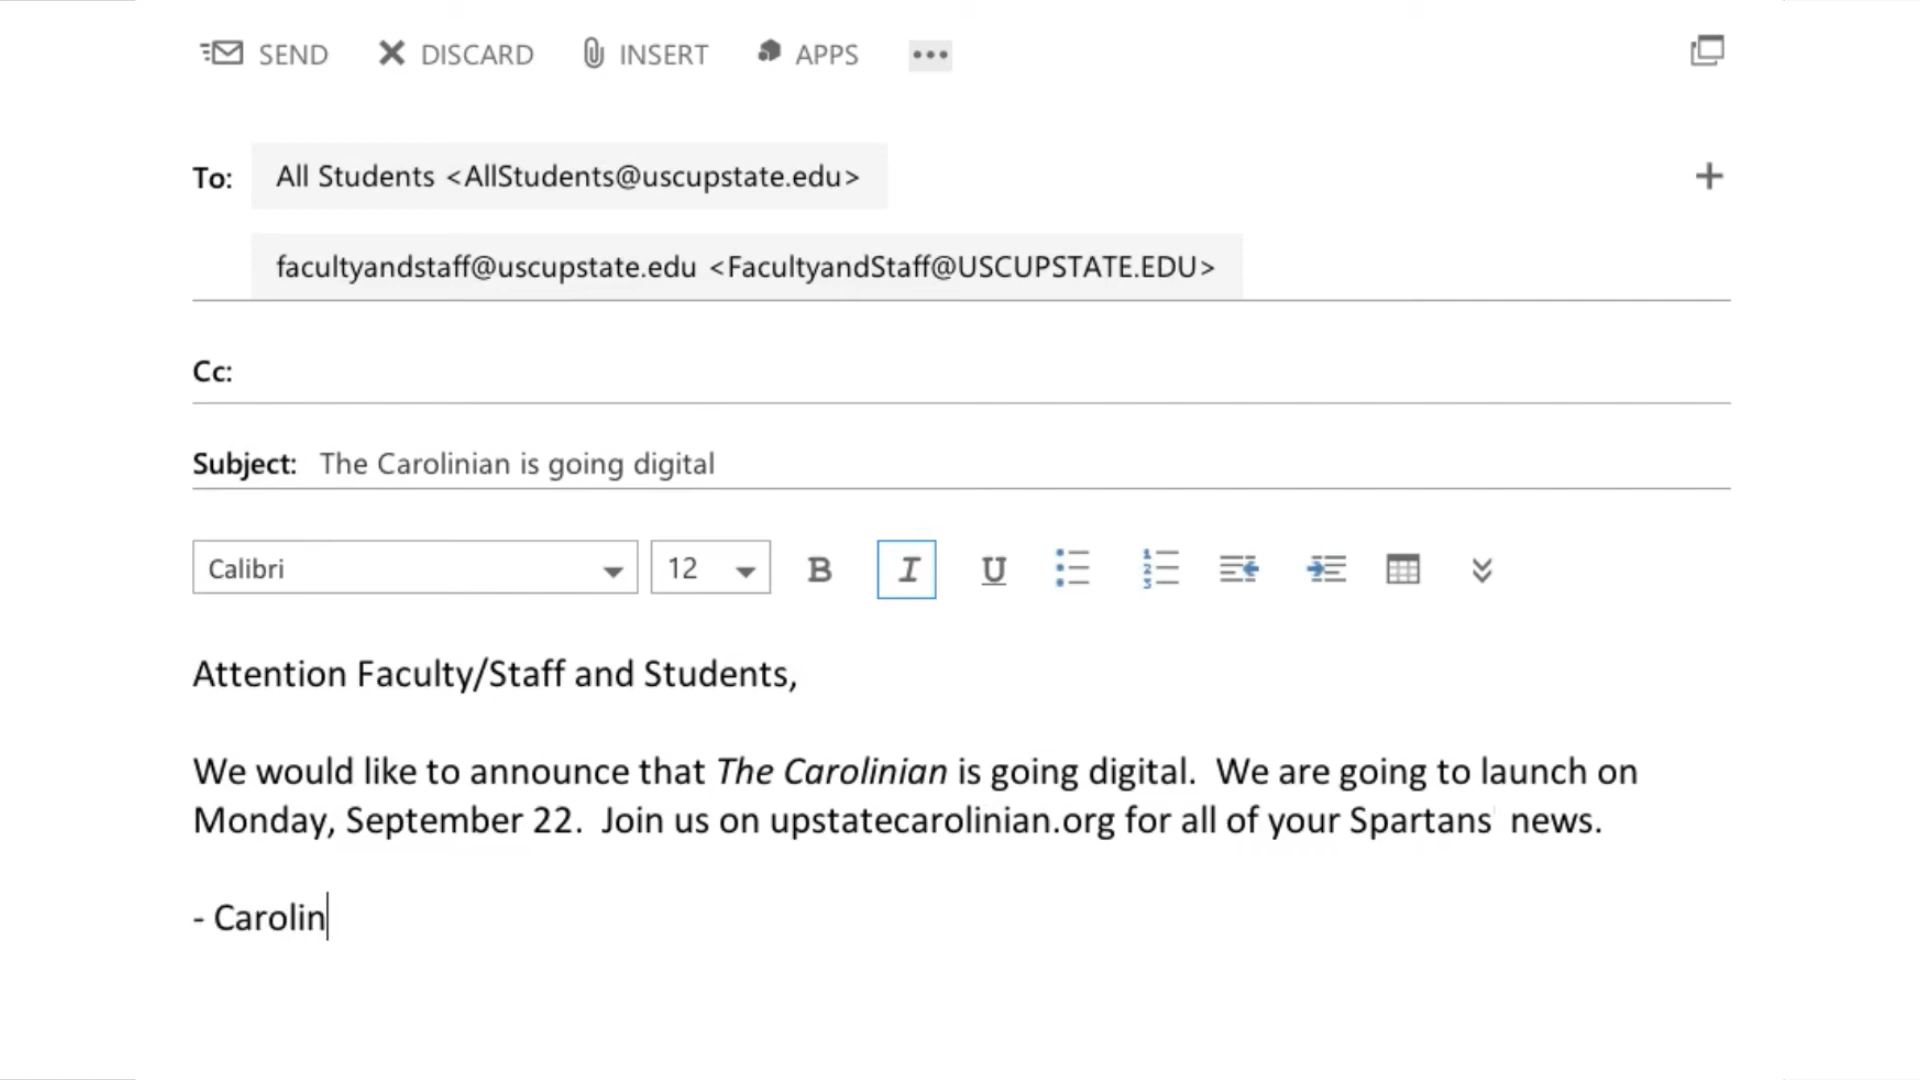 SEND DISCARD INSERT APPS
To: All Students <AllStudents@uscupstate.edu>
facultyandstaff@uscupstate.edu <FacultyandStaff@USCUPSTATE.EDU>
Cc:
Subject: The Carolinian is going digital
Calibri 12 B I U
Attention Faculty/Staff and Students,
We would like to announce that The Carolinian is going digital. We are going to launch on
Monday, September 22. Join us on upstatecarolinian.org for all of your Spartans' news.
- Carolin